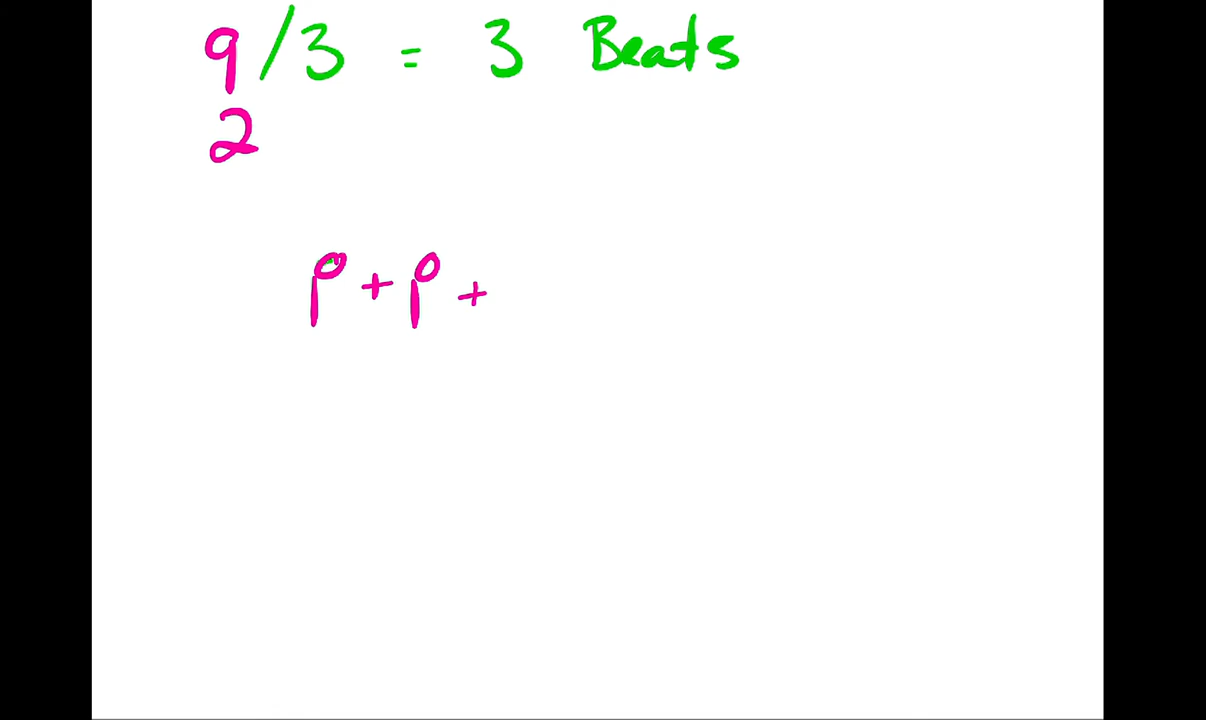 9/3 = 3 Beats
2
𝅗𝅥 + 𝅗𝅥 +